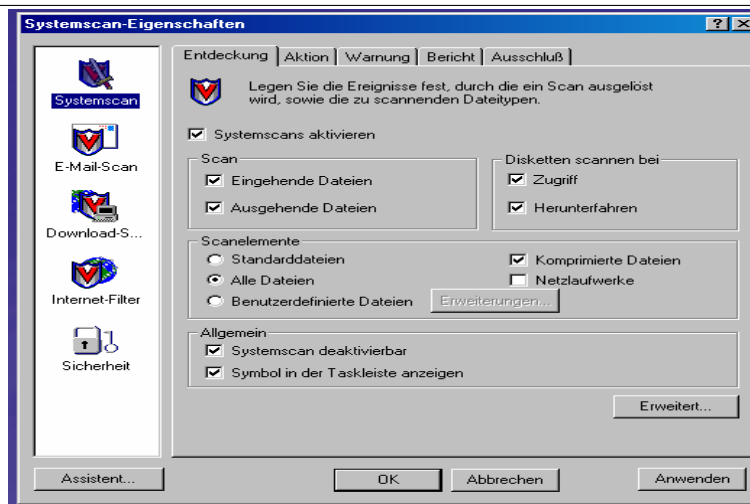 Systemscan-Eigenschaften
Systemscan
E-Mail-Scan
Download-S...
Internet-Filter
Sicherheit
Entdeckung
Aktion
Warnung
Bericht
Ausschluß
Legen Sie die Ereignisse fest, durch die ein Scan ausgelöst
wird, sowie die zu scannenden Dateitypen.
Systemscans aktivieren
Scan
Eingehende Dateien
Ausgehende Dateien
Disketten scannen bei
Zugriff
Herunterfahren
Scanelemente
Standarddateien
Alle Dateien
Benutzerdefinierte Dateien
Erweiterungen...
Komprimierte Dateien
Netzlaufwerke
Allgemein
Systemscan deaktivierbar
Symbol in der Taskleiste anzeigen
Erweitert...
Assistent...
OK
Abbrechen
Anwenden